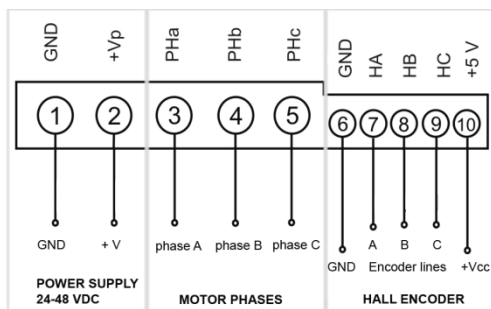 GND +Vp PHa PHb PHc GND HA HB HC +5 V
1 2 3 4 5 6 7 8 9 10
GND + V phase A phase B phase C A B C
GND Encoder lines +Vcc
POWER SUPPLY
24-48 VDC MOTOR PHASES HALL ENCODER